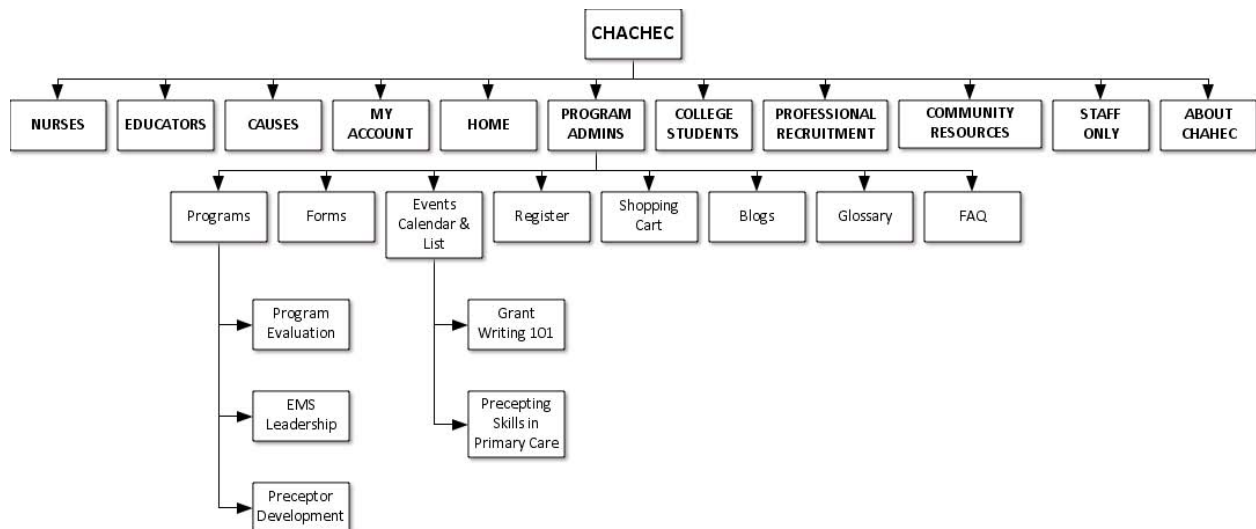 CHACHEC
NURSES
EDUCATORS
CAUSES
MY
ACCOUNT
HOME
PROGRAM
ADMINS
COLLEGE
STUDENTS
PROFESSIONAL
RECRUITMENT
COMMUNITY
RESOURCES
STAFF
ONLY
ABOUT
CHAHEC
Programs
Forms
Events
Calendar &
List
Register
Shopping
Cart
Blogs
Glossary
FAQ
Program
Evaluation
EMS
Leadership
Preceptor
Development
Grant
Writing 101
Precepting
Skills in
Primary Care